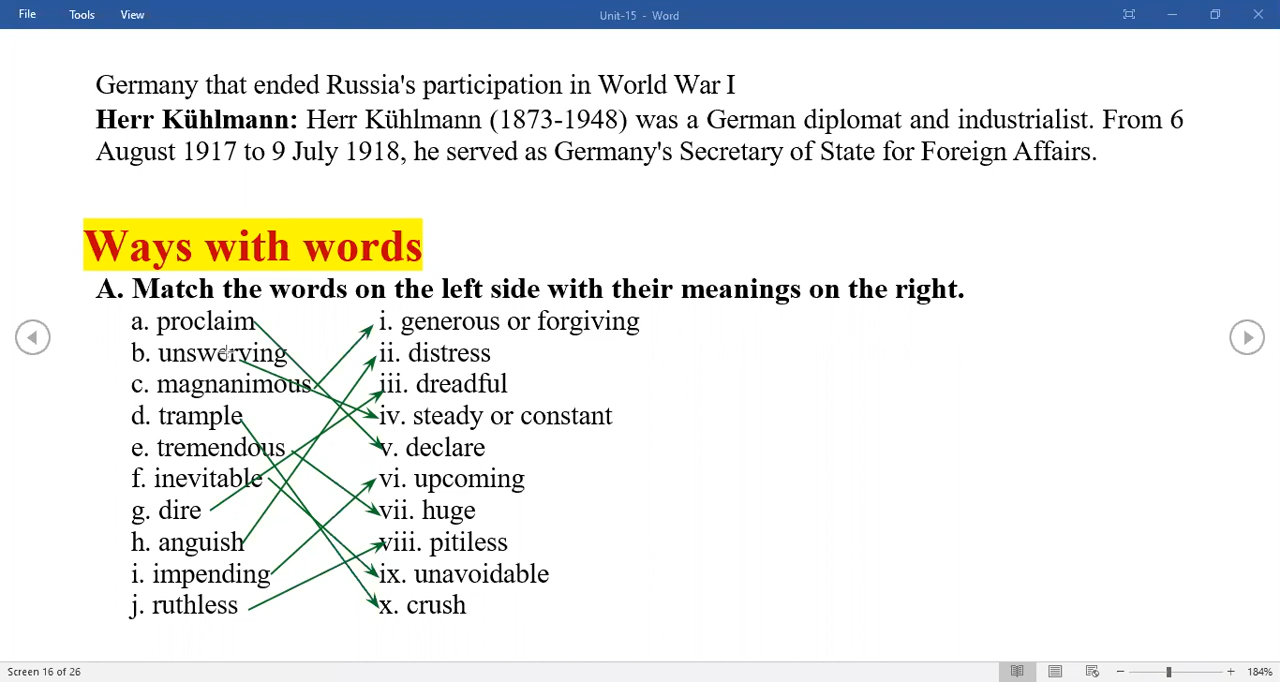 File Tools View Unit-15 - Word
Germany that ended Russia's participation in World War I
Herr Kühlmann: Herr Kühlmann (1873-1948) was a German diplomat and industrialist. From 6
August 1917 to 9 July 1918, he served as Germany's Secretary of State for Foreign Affairs.
Ways with words
A. Match the words on the left side with their meanings on the right.
a. proclaim i. generous or forgiving
b. unswerving ii. distress
c. magnanimous iii. dreadful
d. trample iv. steady or constant
e. tremendous v. declare
f. inevitable vi. upcoming
g. dire vii. huge
h. anguish viii. pitiless
i. impending ix. unavoidable
j. ruthless x. crush
Screen 16 of 26 184%